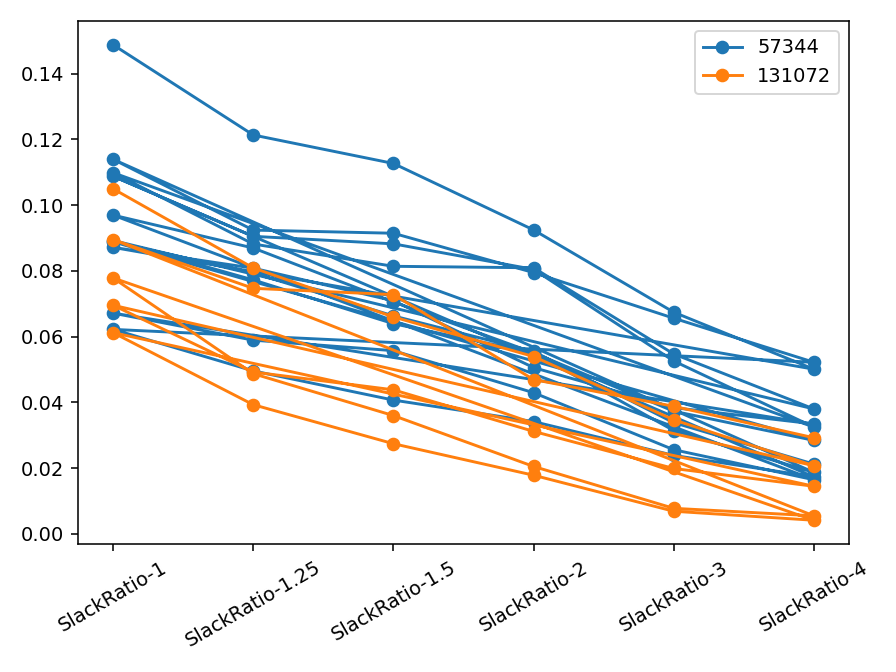 57344
131072
0.14
0.12
0.10
0.08
0.06
0.04
0.02
0.00
SlackRatio-1
SlackRatio-1.25
SlackRatio-1.5
SlackRatio-2
SlackRatio-3
SlackRatio-4